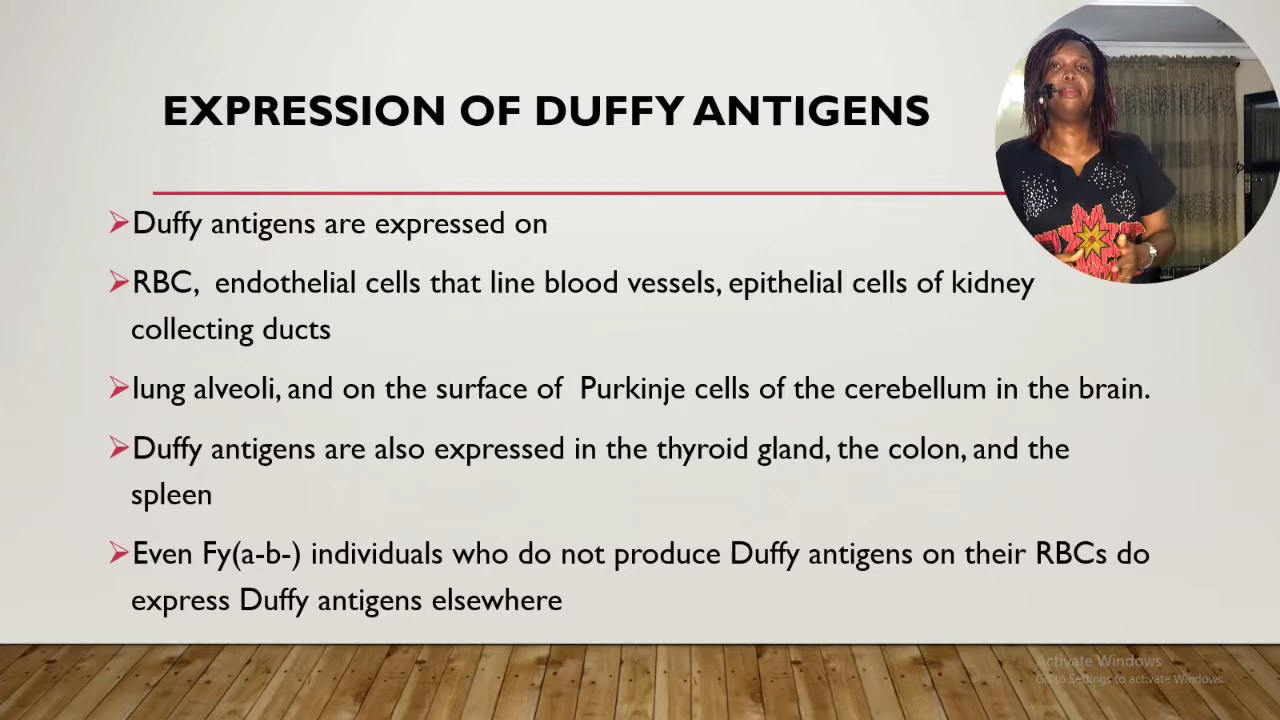 EXPRESSION OF DUFFY ANTIGENS
Duffy antigens are expressed on
RBC, endothelial cells that line blood vessels, epithelial cells of kidney
collecting ducts
lung alveoli, and on the surface of Purkinje cells of the cerebellum in the brain.
Duffy antigens are also expressed in the thyroid gland, the colon, and the
spleen
Even Fy(a-b-) individuals who do not produce Duffy antigens on their RBCs do
express Duffy antigens elsewhere
Activate Windows
Go to Settings to activate Windows.